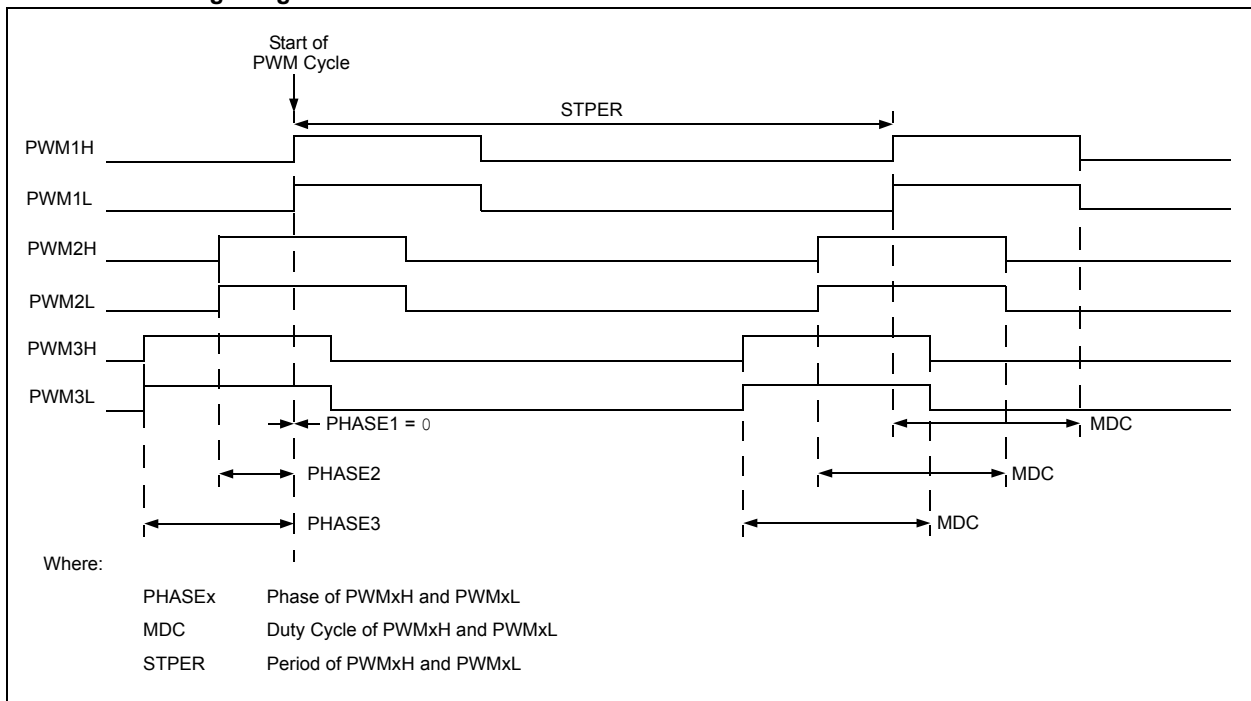 Start of
PWM Cycle
STPER
PWM1H
PWM1L
PWM2H
PWM2L
PWM3H
PWM3L
PHASE1 = 0
MDC
PHASE2
MDC
PHASE3
MDC
Where:
PHASEx Phase of PWMxH and PWMxL
MDC Duty Cycle of PWMxH and PWMxL
STPER Period of PWMxH and PWMxL